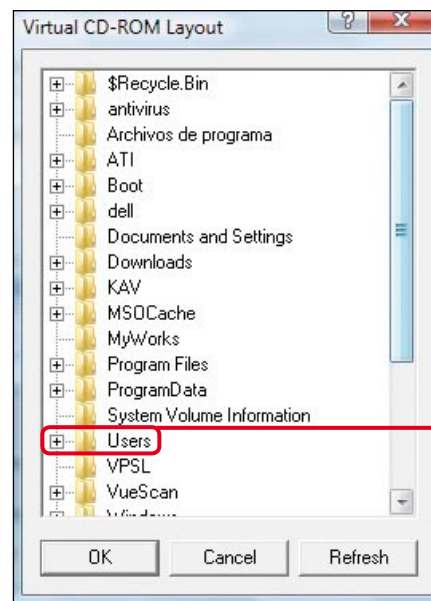 Virtual CD-ROM Layout
$Recycle.Bin
antivirus
Archivos de programa
ATI
Boot
dell
Documents and Settings
Downloads
KAV
MSOCache
MyWorks
Program Files
ProgramData
System Volume Information
Users
VPSL
VueScan
OK Cancel Refresh